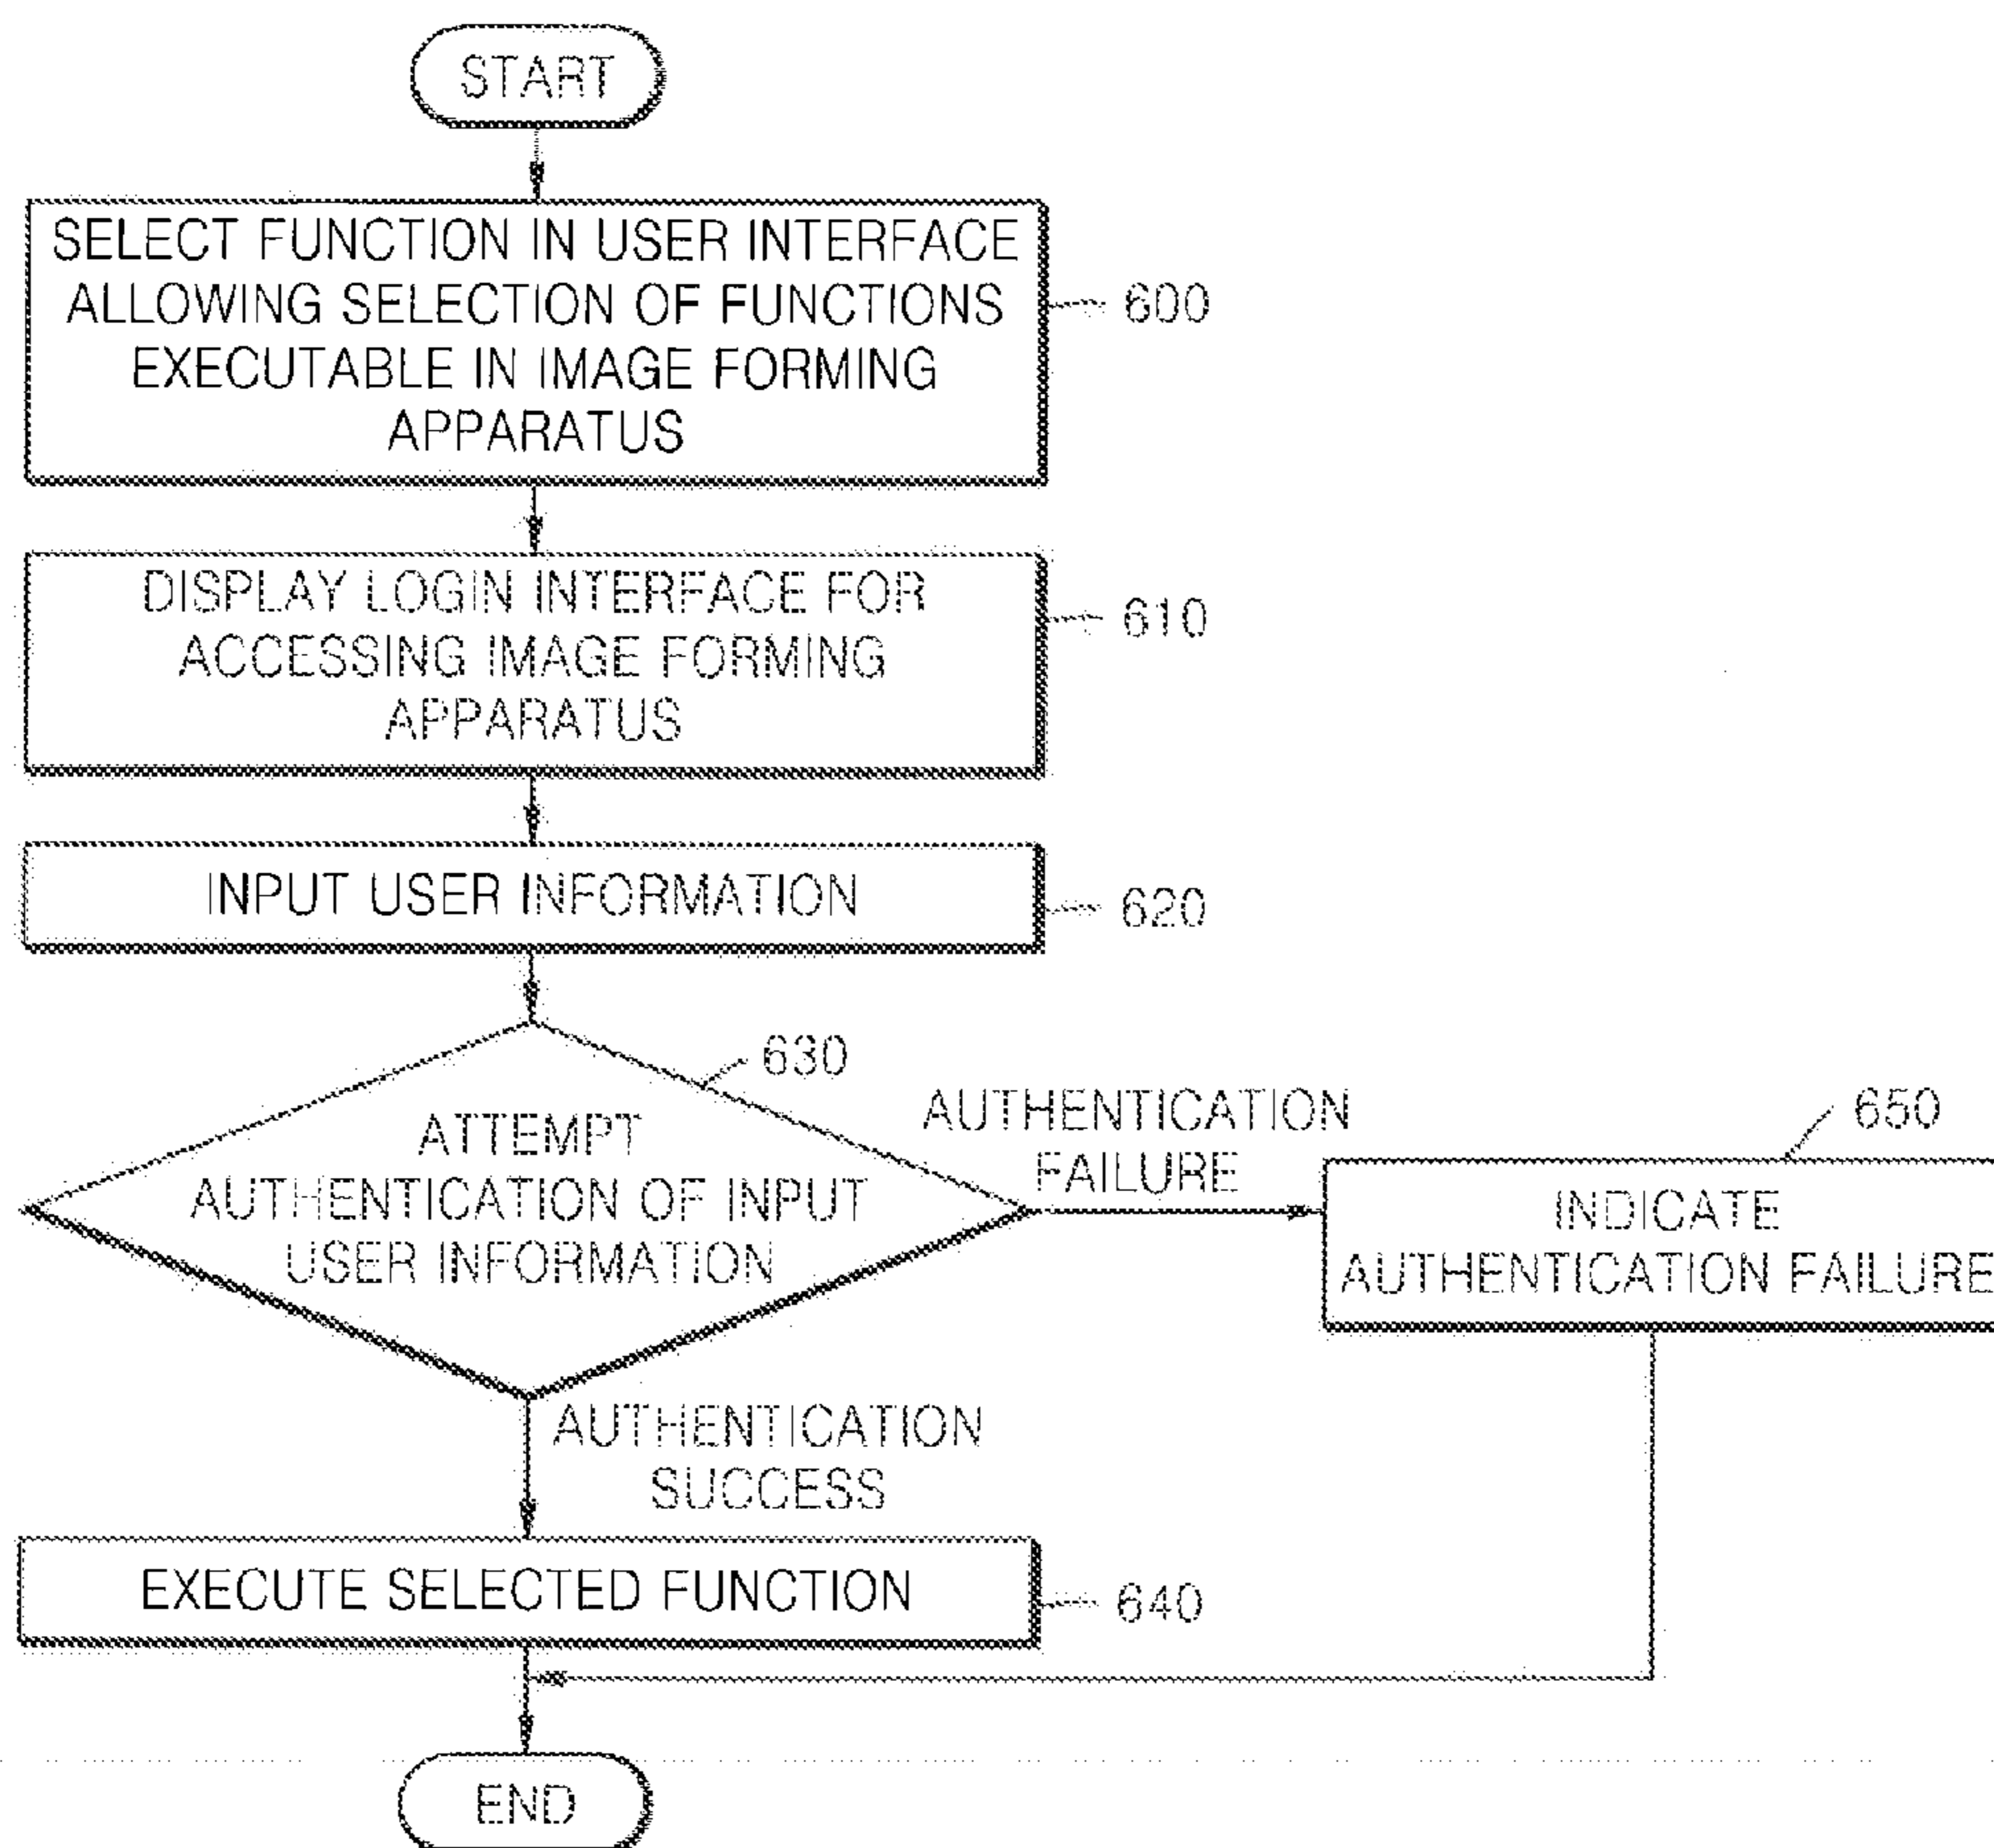 START
SELECT FUNCTION IN USER INTERFACE
ALLOWING SELECTION OF FUNCTIONS
EXECUTABLE IN IMAGE FORMING
APPARATUS
600
DISPLAY LOGIN INTERFACE FOR
ACCESSING IMAGE FORMING
APPARATUS
610
INPUT USER INFORMATION
620
630
ATTEMPT
AUTHENTICATION OF INPUT
USER INFORMATION
AUTHENTICATION
FAILURE
650
INDICATE
AUTHENTICATION FAILURE
AUTHENTICATION
SUCCESS
EXECUTE SELECTED FUNCTION
640
END